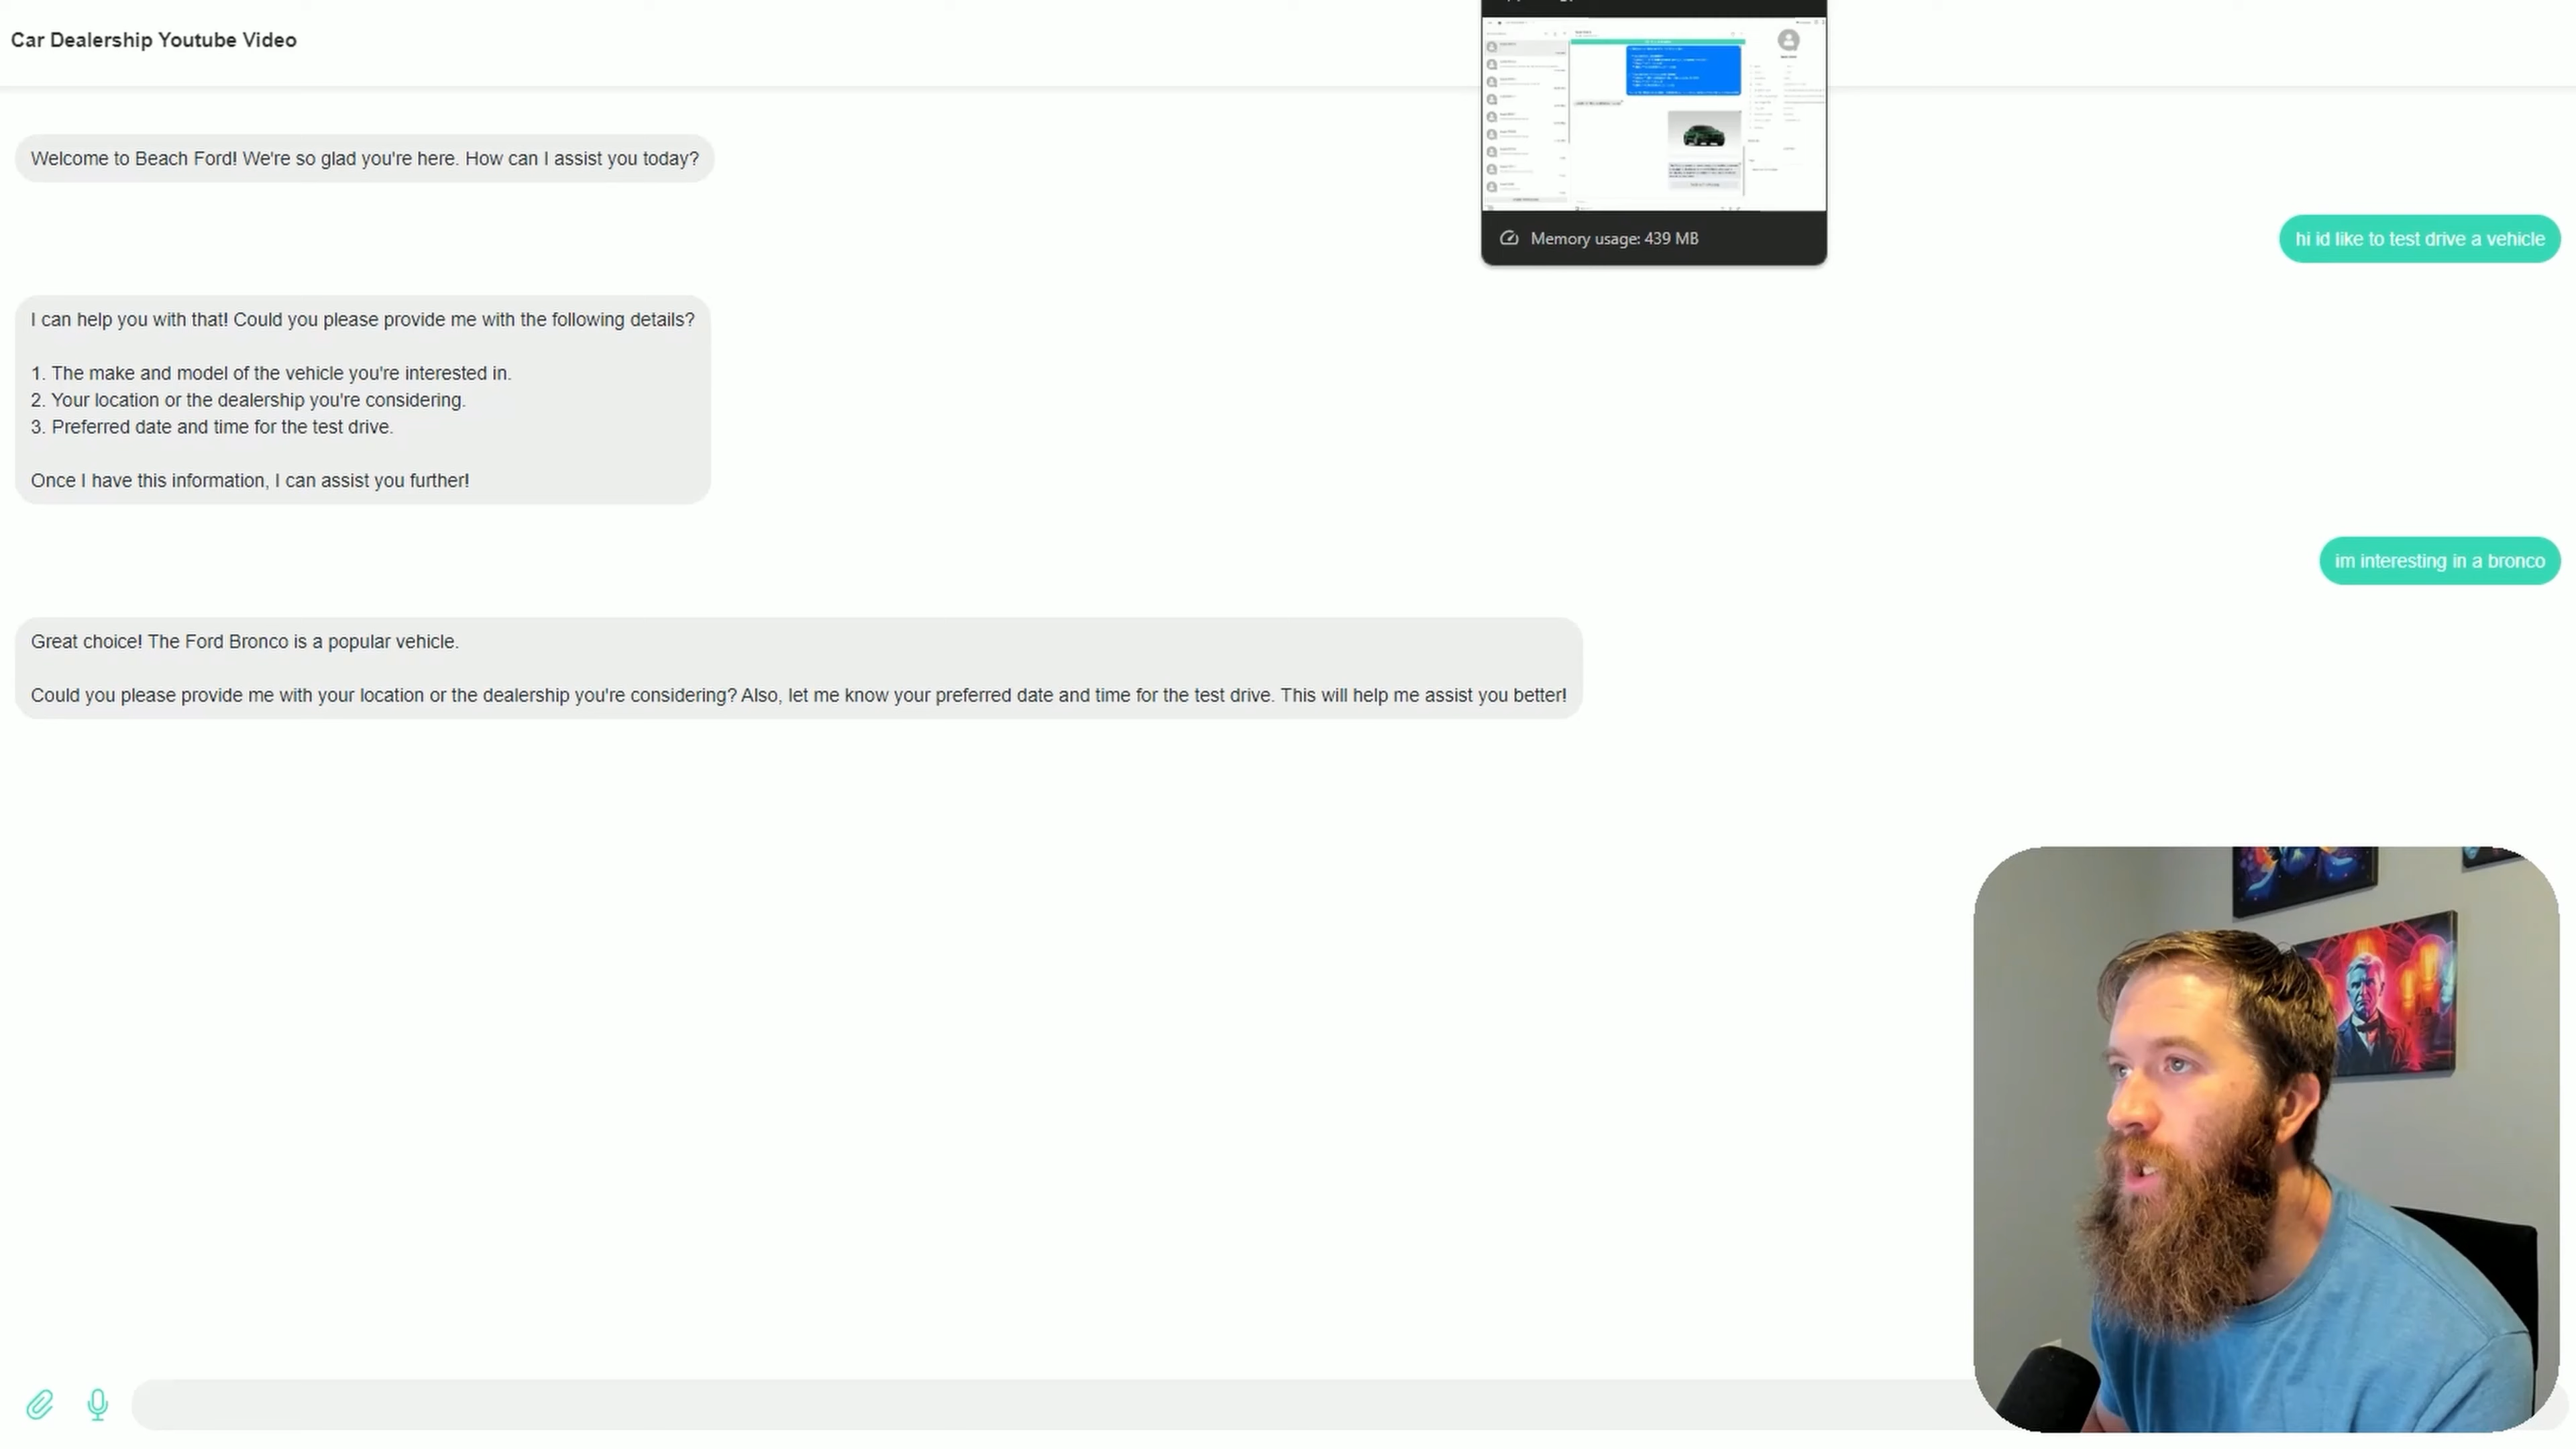 Car Dealership Youtube Video
Welcome to Beach Ford! We're so glad you're here. How can I assist you today?
Memory usage: 439 MB
hi id like to test drive a vehicle
I can help you with that! Could you please provide me with the following details?
1. The make and model of the vehicle you're interested in.
2. Your location or the dealership you're considering.
3. Preferred date and time for the test drive.
Once I have this information, I can assist you further!
im interesting in a bronco
Great choice! The Ford Bronco is a popular vehicle.
Could you please provide me with your location or the dealership you're considering? Also, let me know your preferred date and time for the test drive. This will help me assist you better!